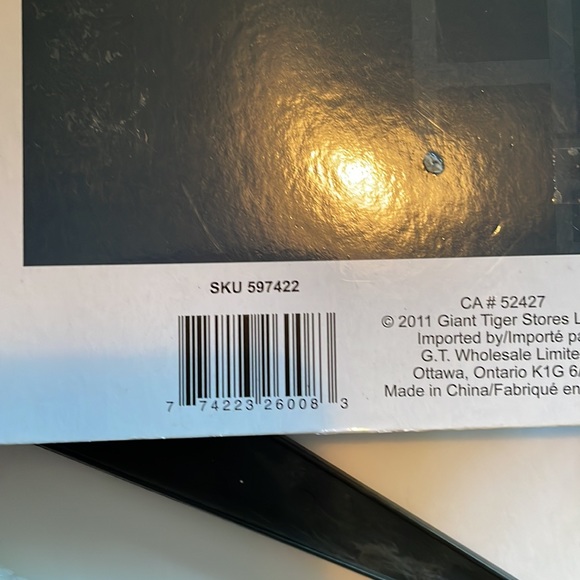 SKU 597422
7 74223 26008 3
CA # 52427
© 2011 Giant Tiger Stores L
Imported by/Importé pa
G.T. Wholesale Limite
Ottawa, Ontario K1G 6
Made in China/Fabriqué en